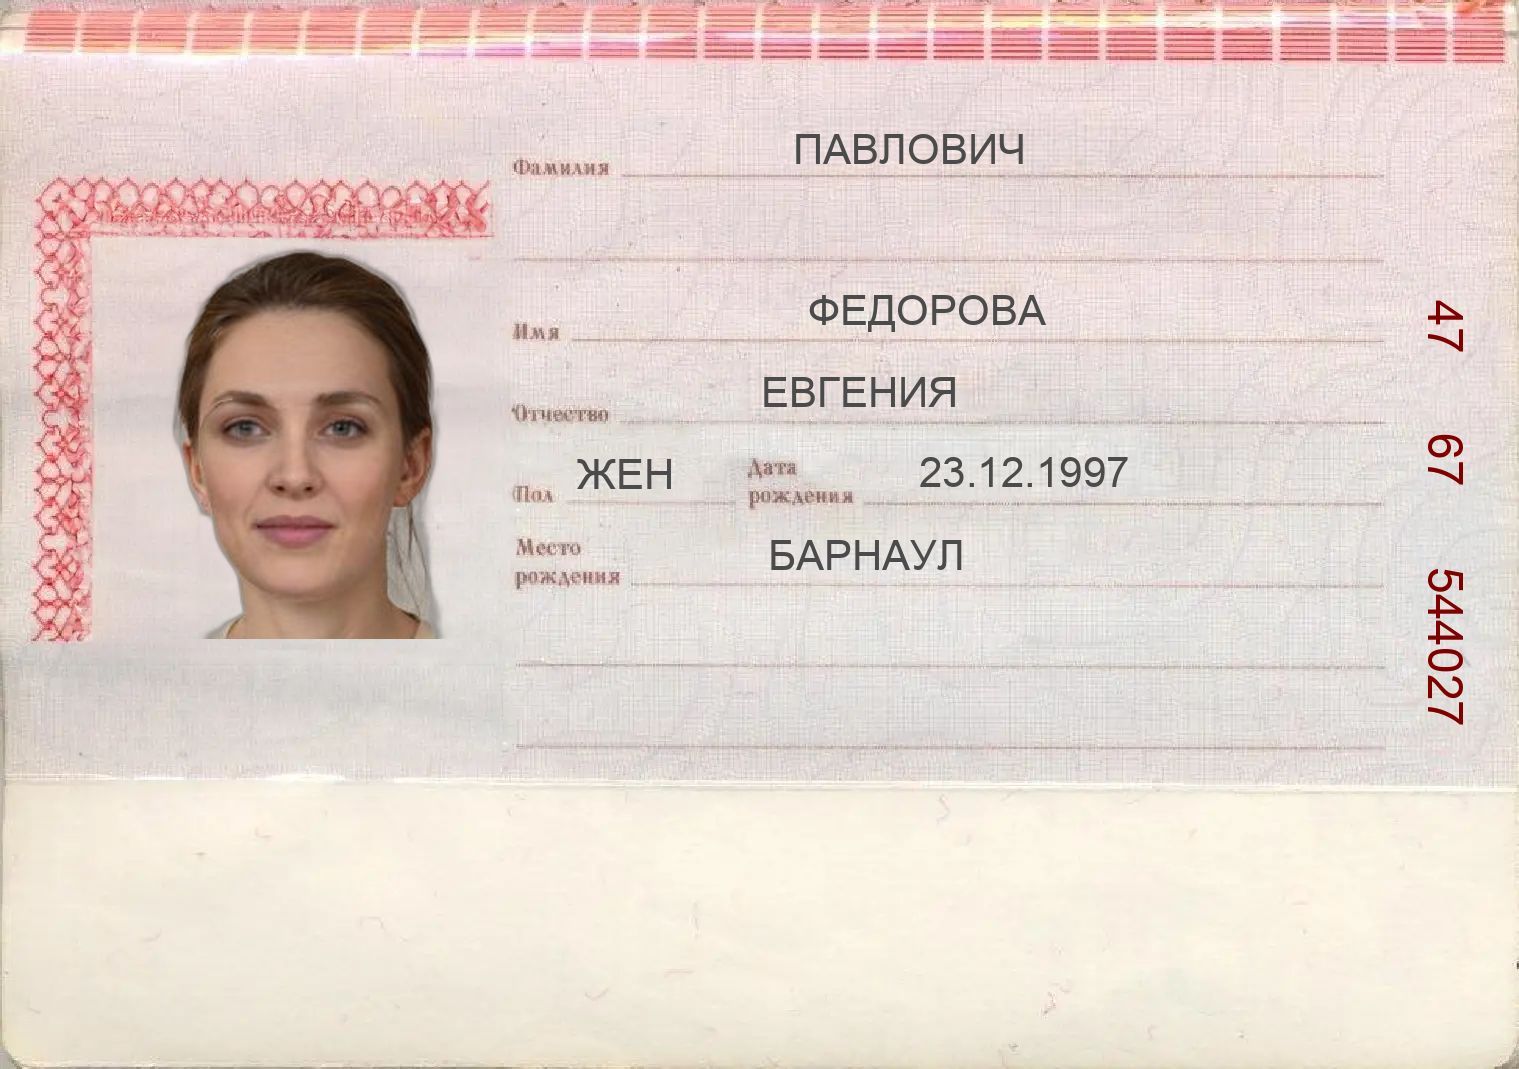 Фамилия ПАВЛОВИЧ
Имя ФЕДОРОВА
Отчество ЕВГЕНИЯ
Пол ЖЕН Дата рождения 23.12.1997
Место рождения БАРНАУЛ
47 67 544027